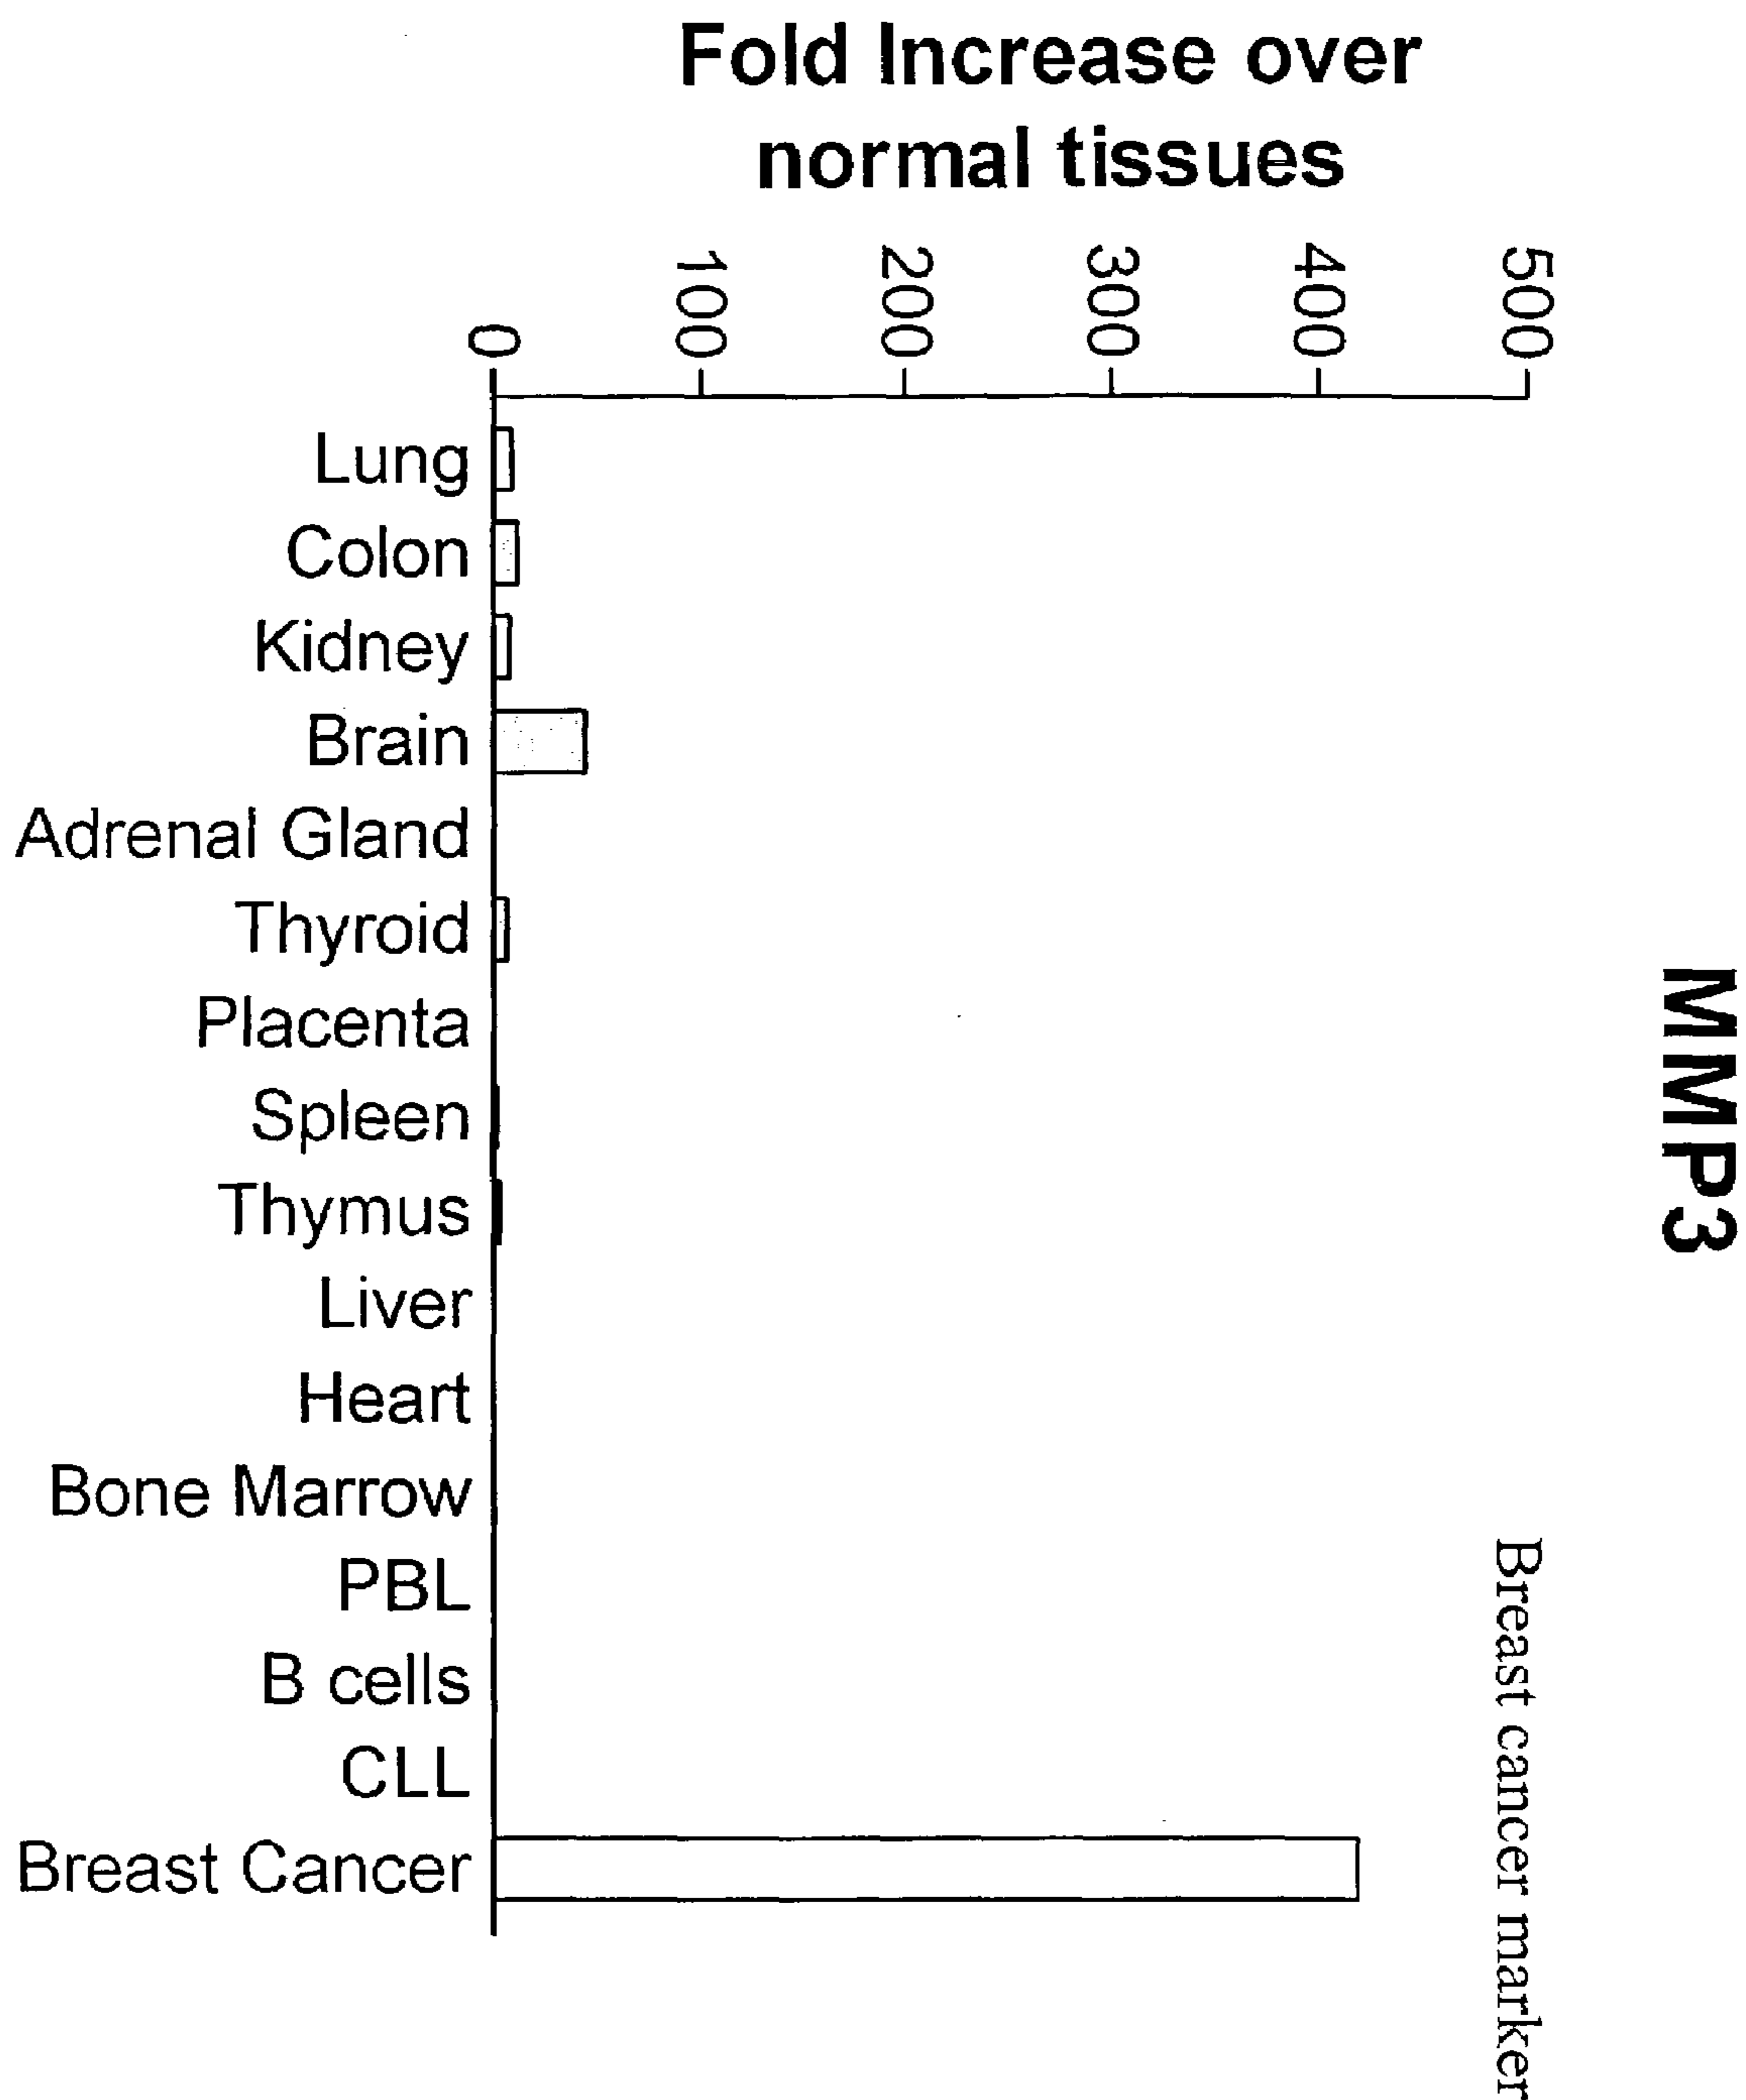 MMP3
Breast cancer marker
Fold Increase over
normal tissues
500
400
300
200
100
0
Lung
Colon
Kidney
Brain
Adrenal Gland
Thyroid
Placenta
Spleen
Thymus
Liver
Heart
Bone Marrow
PBL
B cells
CLL
Breast Cancer